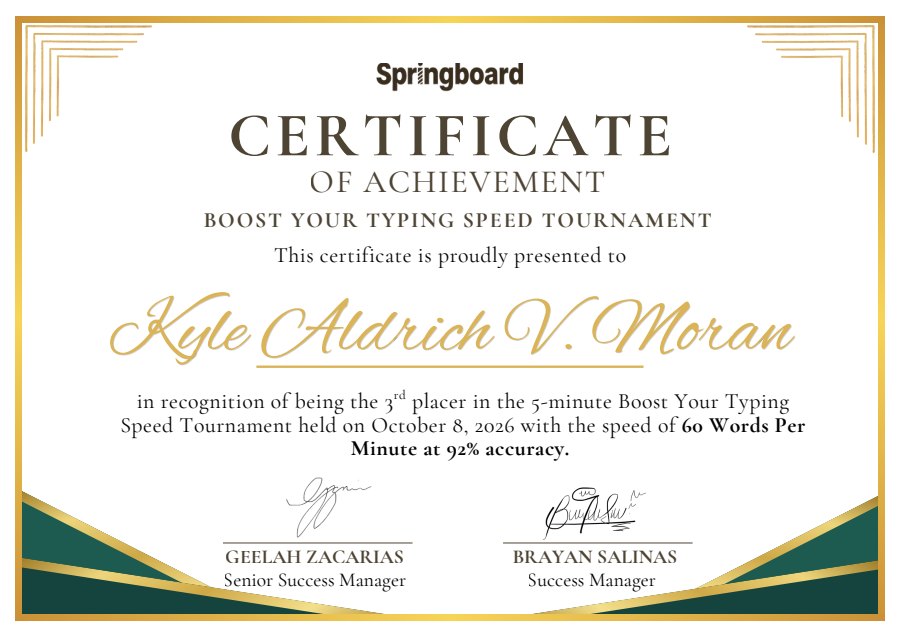 Springboard
CERTIFICATE
OF ACHIEVEMENT
BOOST YOUR TYPING SPEED TOURNAMENT
This certificate is proudly presented to
Kyle Aldrich V. Moran
in recognition of being the 3rd placer in the 5-minute Boost Your Typing
Speed Tournament held on October 8, 2026 with the speed of 60 Words Per
Minute at 92% accuracy.
GEELAH ZACARIAS
Senior Success Manager
BRAYAN SALINAS
Success Manager